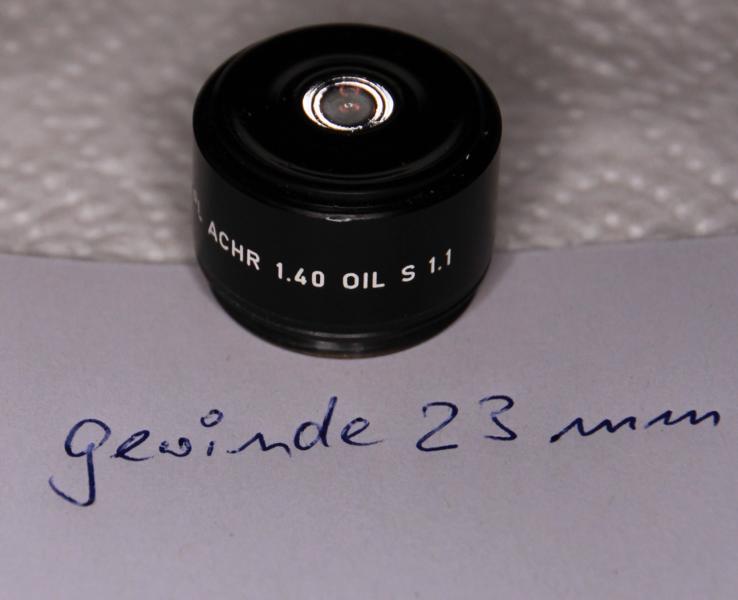 ACHR 1.40 OIL S 1.1
gewinde 23 mm